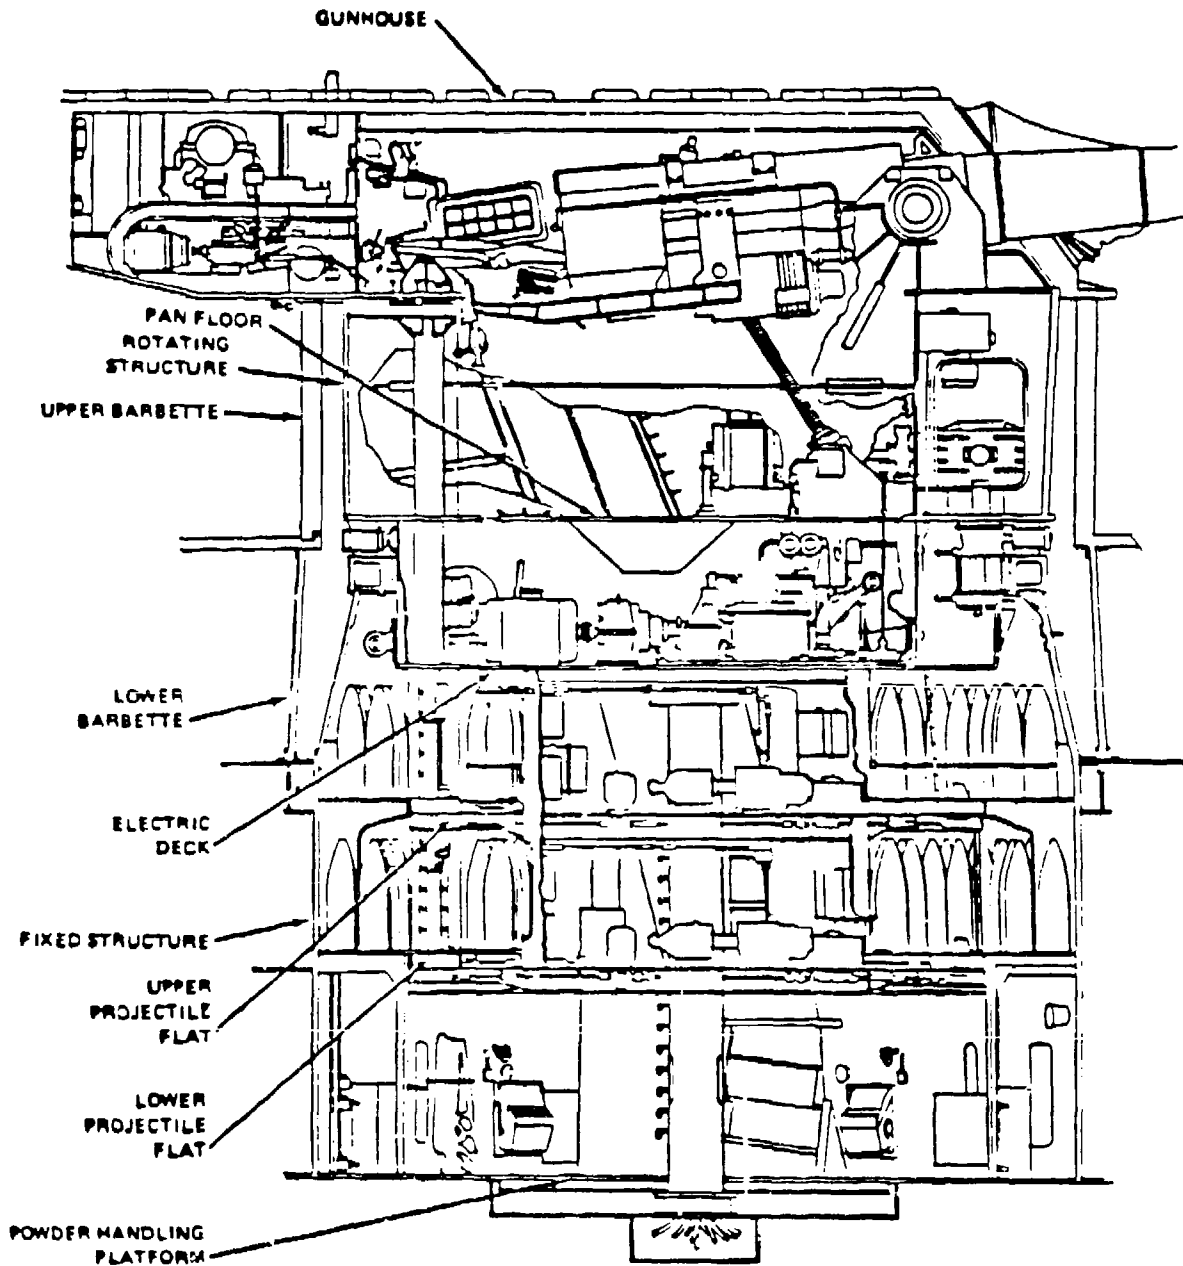 GUNHOUSE
PAN FLOOR
ROTATING
STRUCTURE
UPPER BARBETTE
LOWER
BARBETTE
ELECTRIC
DECK
FIXED STRUCTURE
UPPER
PROJECTILE
FLAT
LOWER
PROJECTILE
FLAT
POWDER HANDLING
PLATFORM